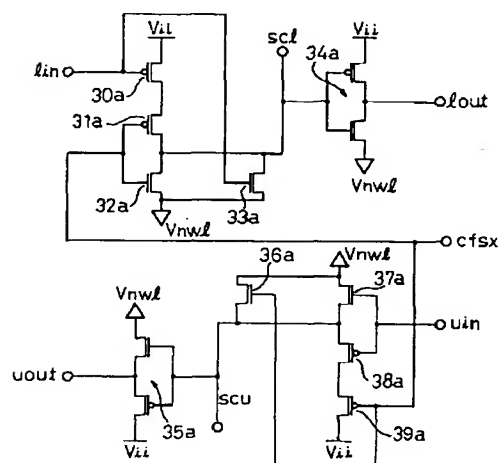 Vii
scl
34a
Vii
lin
30a
lout
31a
32a
Vnwl
33a
Vnwl
cfsx
36a
Vnwl
37a
Vnwl
uin
38a
uout
35a
scu
39a
Vii
Vii